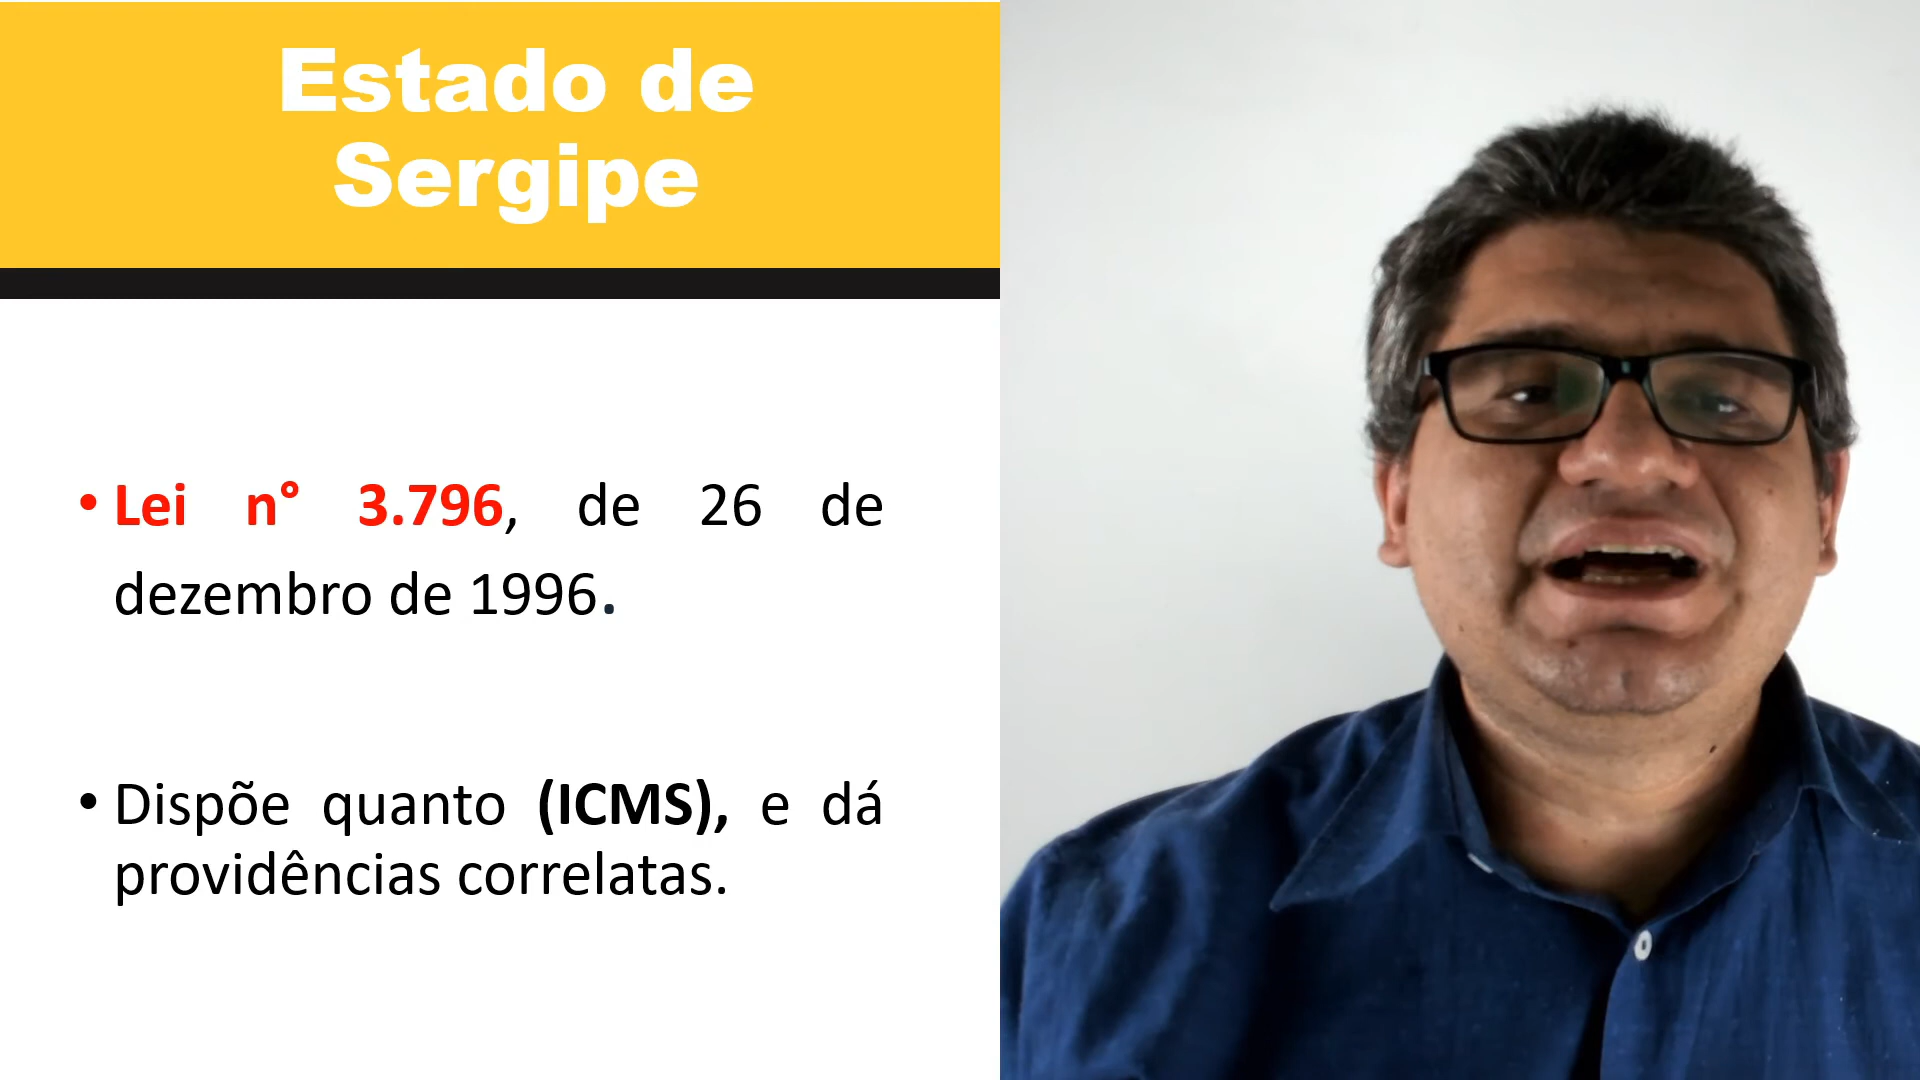 Estado de
Sergipe
• Lei n° 3.796, de 26 de
dezembro de 1996.
• Dispõe quanto (ICMS), e dá
providências correlatas.